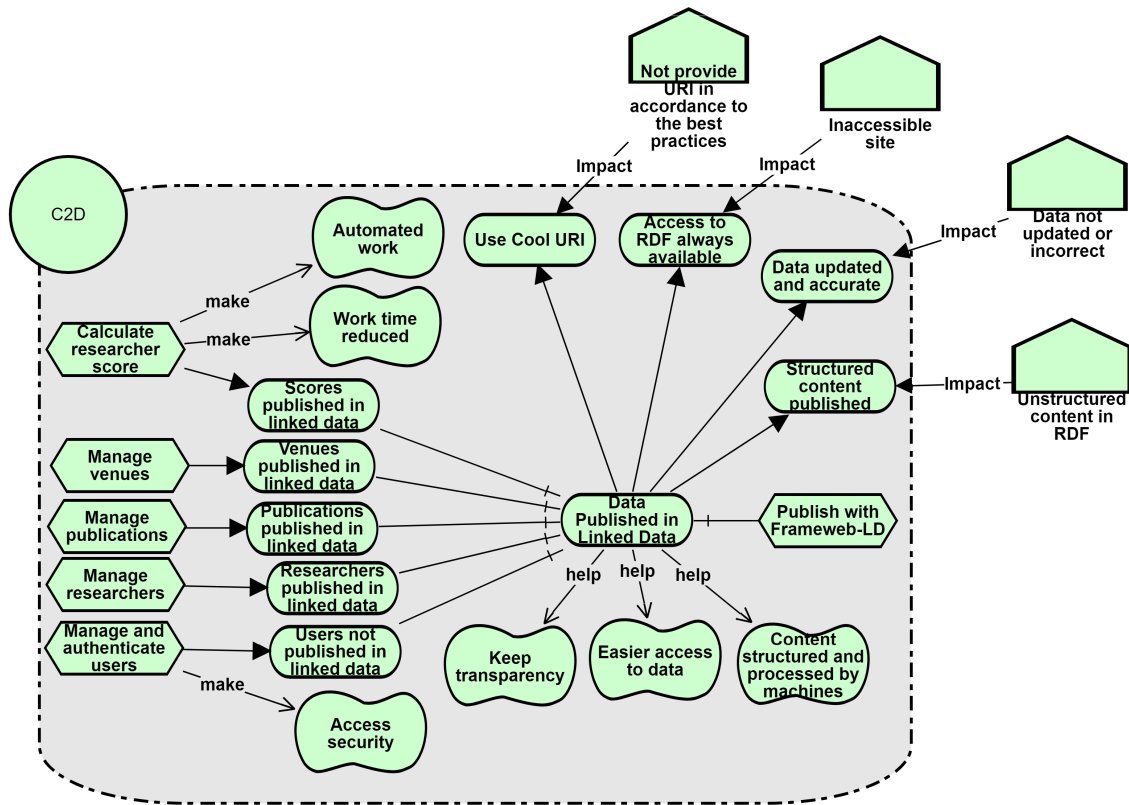 Not provide
URI in
accordance to
the best
practices
Inaccessible
site
Impact
Impact
C2D
Data not
updated or
incorrect
Impact
Automated
work
Use Cool URI
Access to
RDF always
available
Data updated
and accurate
make
Calculate
researcher
score
make
Work time
reduced
Structured
content
published
Impact
Unstructured
content in
RDF
Scores
published in
linked data
Manage
venues
Venues
published in
linked data
Manage
publications
Publications
published in
linked data
Data
Published in
Linked Data
Publish with
Frameweb-LD
Manage
researchers
Researchers
published in
linked data
help
help
help
Manage and
authenticate
users
Users not
published in
linked data
Keep
transparency
Easier access
to data
Content
structured and
processed by
machines
make
Access
security